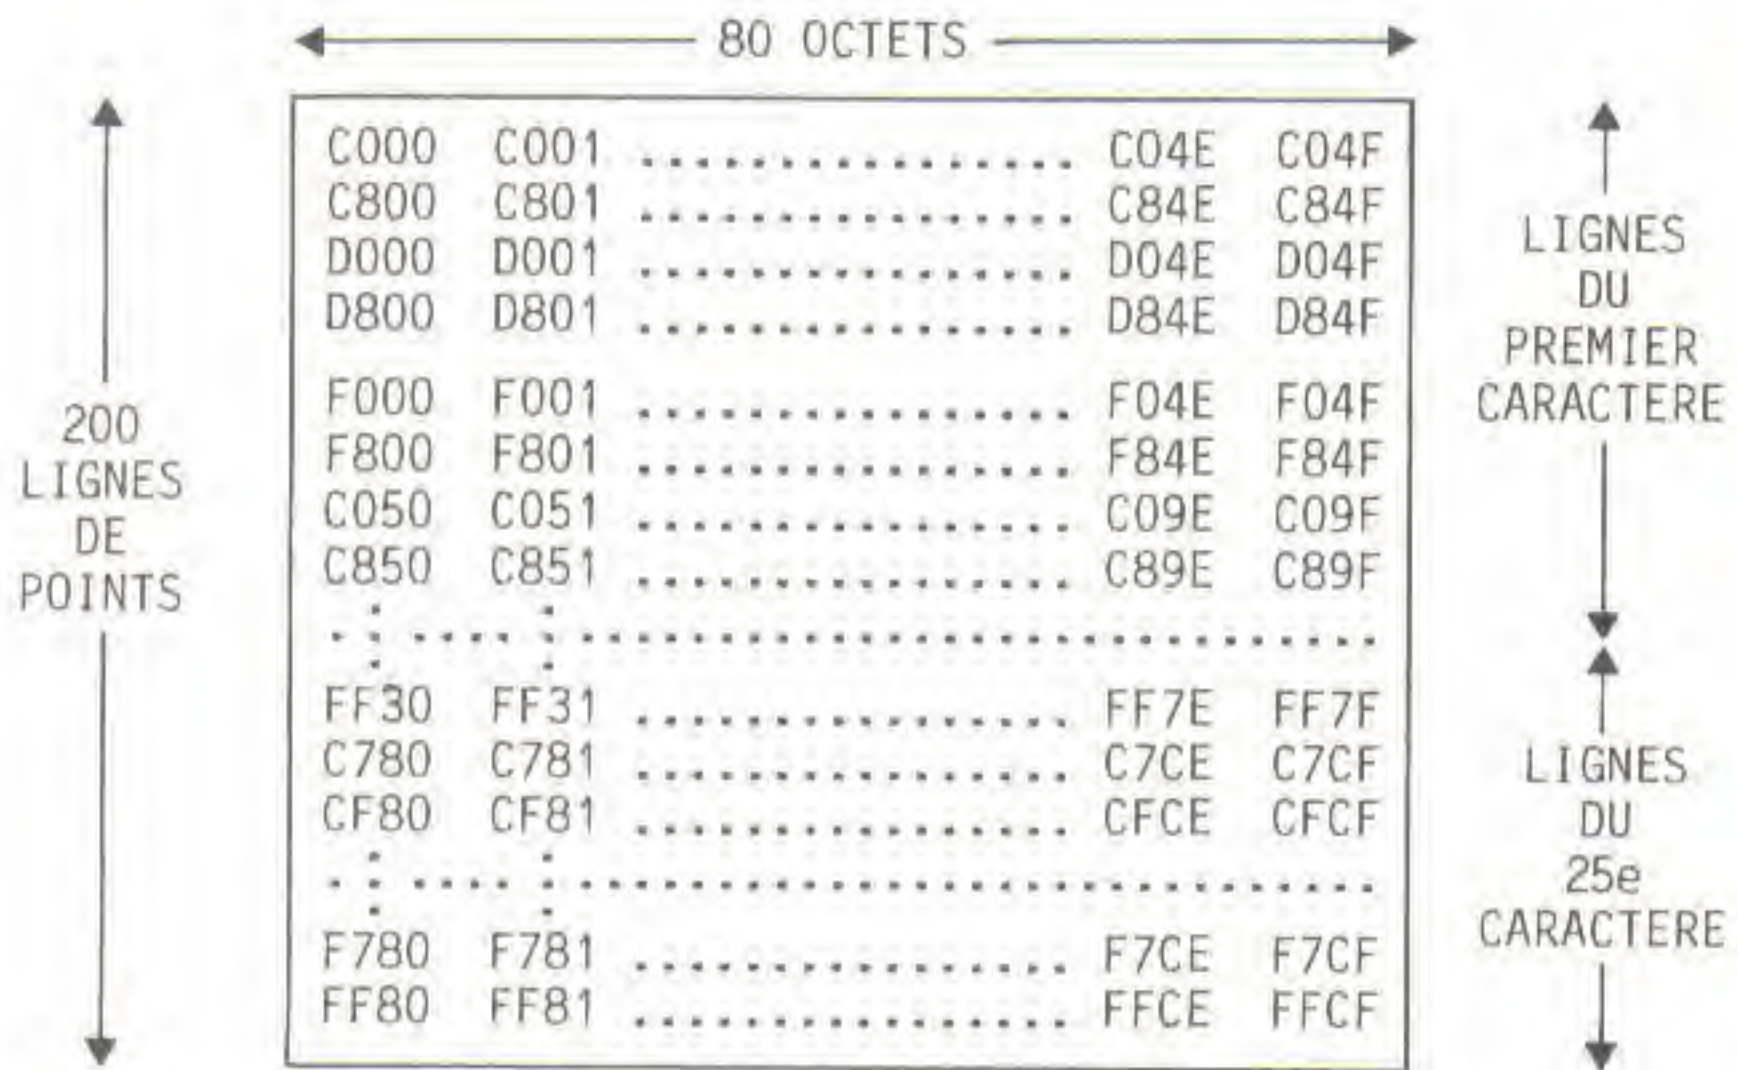 80 OCTETS
200
LIGNES
DE
POINTS
C000 C001 ................ C04E C04F
C800 C801 ................ C84E C84F
D000 D001 ................ D04E D04F
D800 D801 ................ D84E D84F
F000 F001 ................ F04E F04F
F800 F801 ................ F84E F84F
C050 C051 ................ C09E C09F
C850 C851 ................ C89E C89F
FF30 FF31 ................ FF7E FF7F
C780 C781 ................ C7CE C7CF
CF80 CF81 ................ CFCE CFCF
F780 F781 ................ F7CE F7CF
FF80 FF81 ................ FFCE FFCF
LIGNES
DU
PREMIER
CARACTERE
LIGNES
DU
25e
CARACTERE